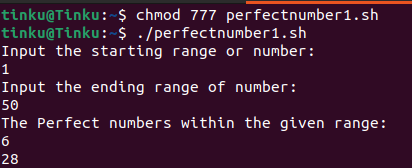 tinku@Tinku:~$ chmod 777 perfectnumber1.sh
tinku@Tinku:~$ ./perfectnumber1.sh
Input the starting range or number:
1
Input the ending range of number:
50
The Perfect numbers within the given range:
6
28